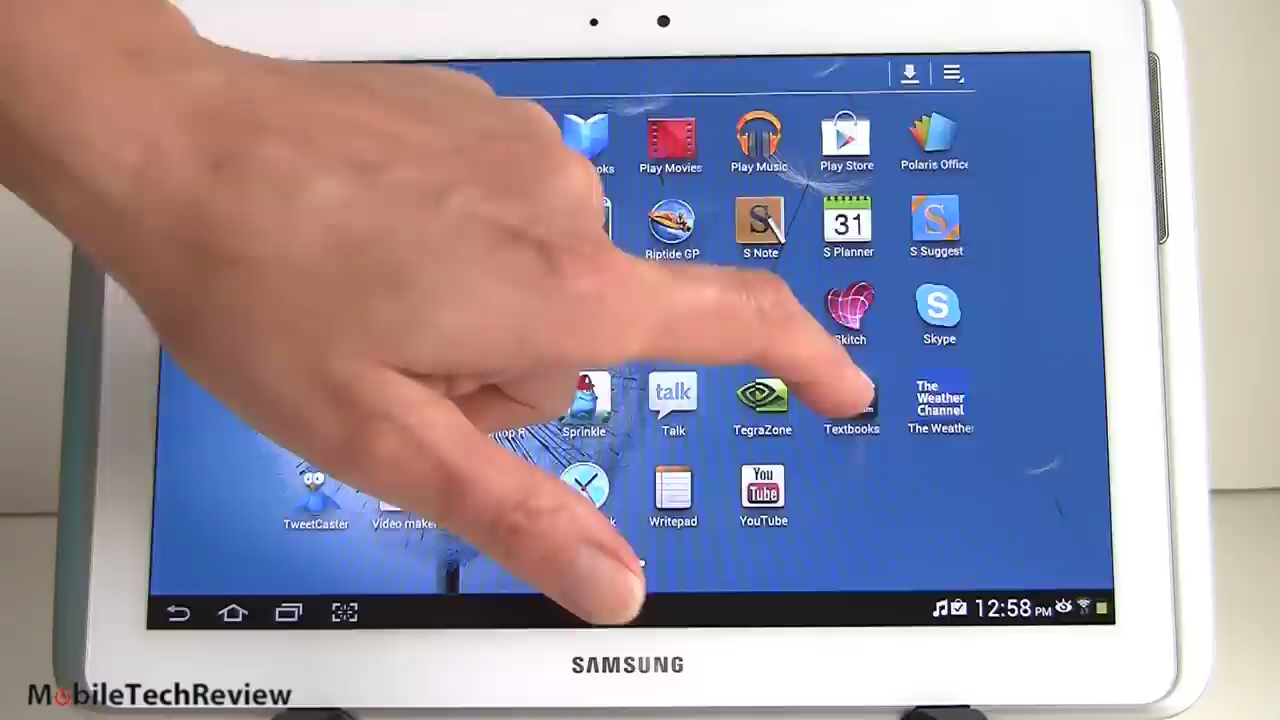 ooks
Play Movies
Play Music
Play Store
Polaris Office
Riptide GP
S
S Note
31
S Planner
S
S Suggest
Skitch
S
Skype
Sprinkle
talk
Talk
TegraZone
Textbooks
The
Weather
Channel
The Weather
TweetCaster
Video maker
Writepad
You
Tube
YouTube
12:58 PM
SAMSUNG
MobileTechReview